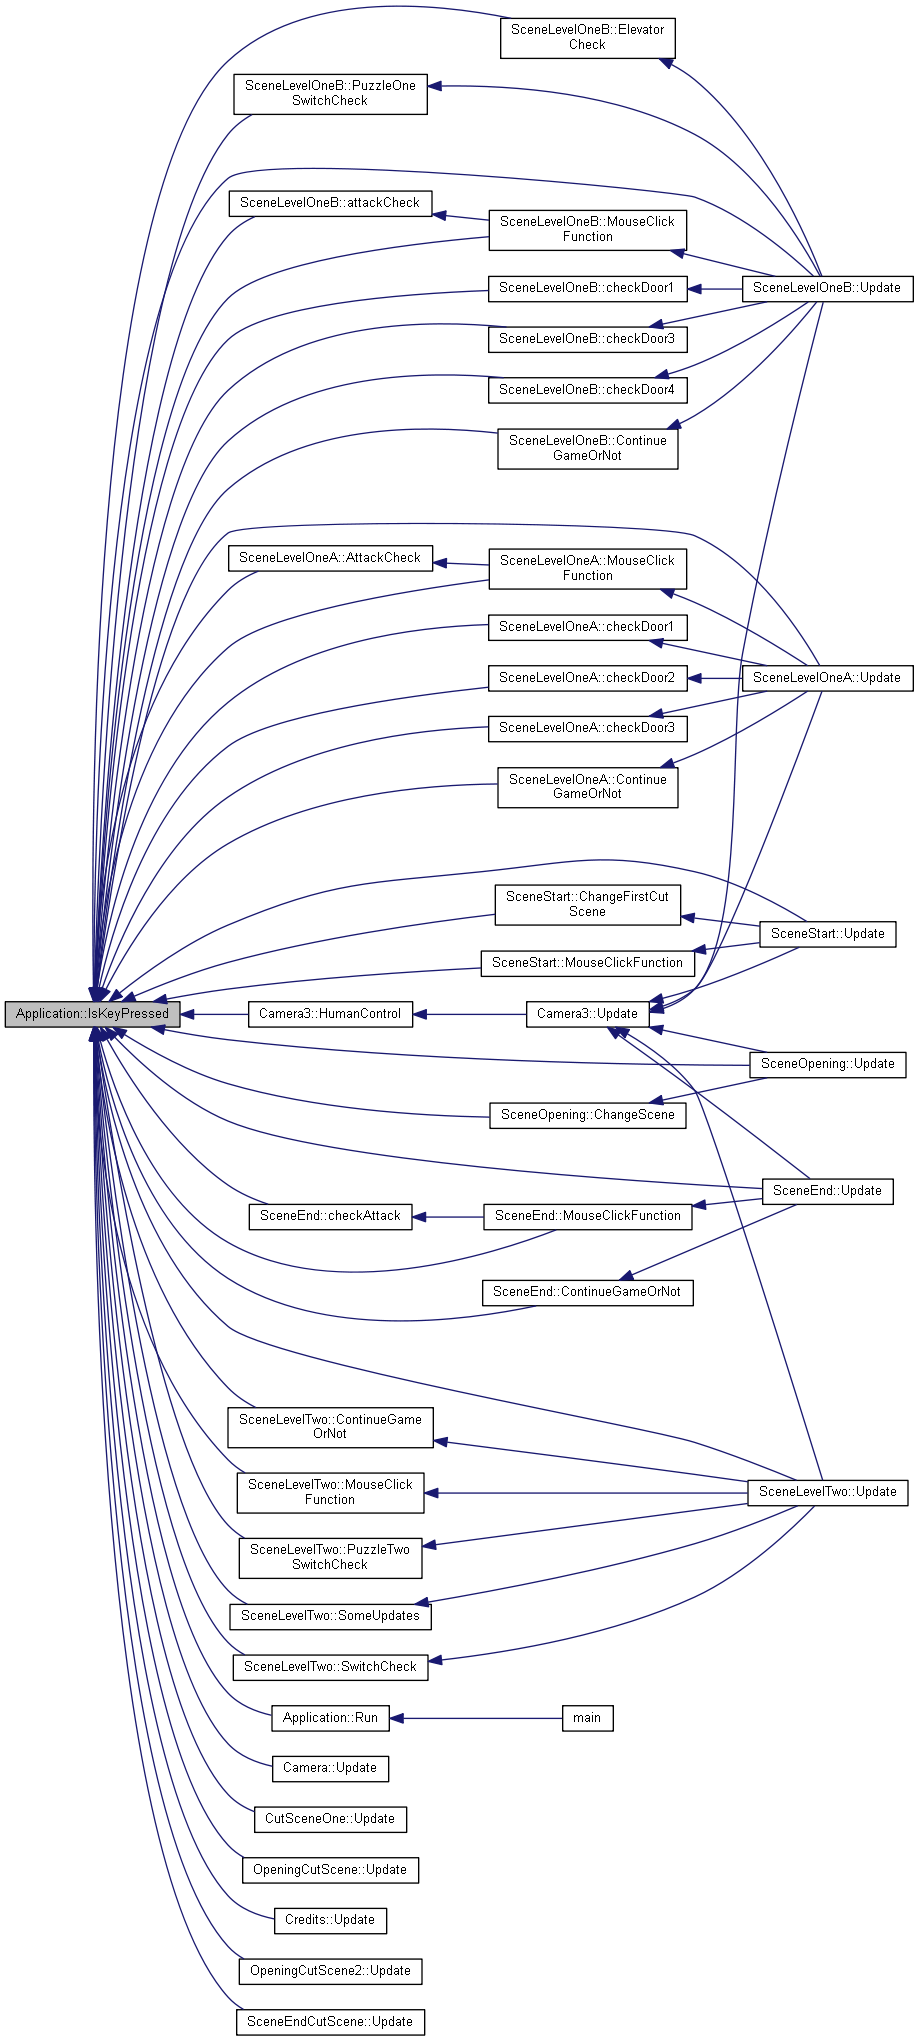 SceneLevelOneB::Elevator
Check
SceneLevelOneB::PuzzleOne
SwitchCheck
SceneLevelOneB::attackCheck
SceneLevelOneB::MouseClick
Function
SceneLevelOneB::checkDoor1
SceneLevelOneB::Update
SceneLevelOneB::checkDoor3
SceneLevelOneB::checkDoor4
SceneLevelOneB::Continue
GameOrNot
SceneLevelOneA::AttackCheck
SceneLevelOneA::MouseClick
Function
SceneLevelOneA::checkDoor1
SceneLevelOneA::checkDoor2
SceneLevelOneA::Update
SceneLevelOneA::checkDoor3
SceneLevelOneA::Continue
GameOrNot
SceneStart::ChangeFirstCut
Scene
SceneStart::Update
SceneStart::MouseClickFunction
Application::IsKeyPressed
Camera3::HumanControl
Camera3::Update
SceneOpening::Update
SceneOpening::ChangeScene
SceneEnd::Update
SceneEnd::checkAttack
SceneEnd::MouseClickFunction
SceneEnd::ContinueGameOrNot
SceneLevelTwo::ContinueGame
OrNot
SceneLevelTwo::MouseClick
Function
SceneLevelTwo::Update
SceneLevelTwo::PuzzleTwo
SwitchCheck
SceneLevelTwo::SomeUpdates
SceneLevelTwo::SwitchCheck
Application::Run
main
Camera::Update
CutSceneOne::Update
OpeningCutScene::Update
Credits::Update
OpeningCutScene2::Update
SceneEndCutScene::Update